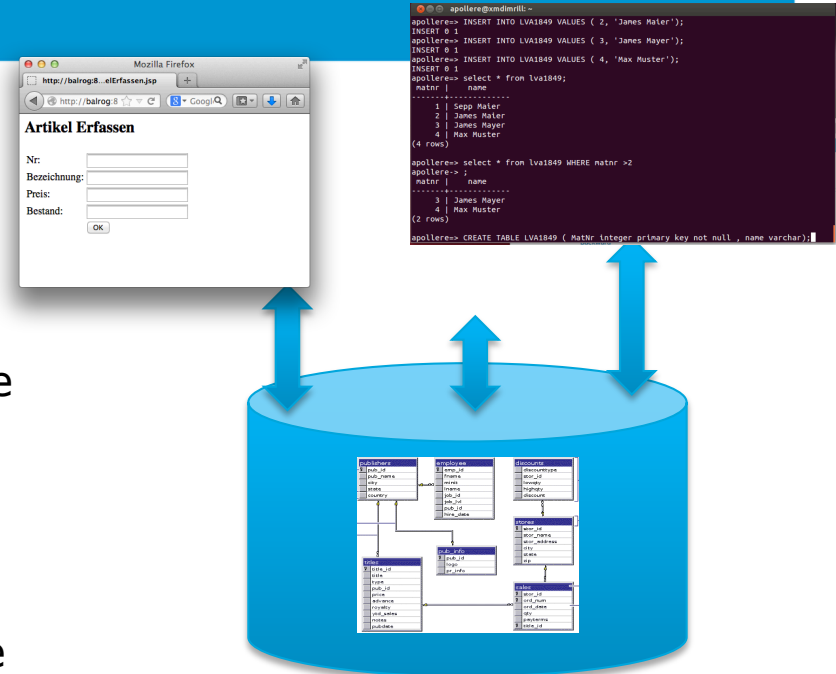 Mozilla Firefox
http://balrog:8...elErfassen.jsp
http://balrog:8
Artikel Erfassen
Nr:
Bezeichnung:
Preis:
Bestand:
OK
apollere@xmdimrill: ~
apollere=> INSERT INTO LVA1849 VALUES ( 2, 'James Maier');
INSERT 0 1
apollere=> INSERT INTO LVA1849 VALUES ( 3, 'James Mayer');
INSERT 0 1
apollere=> INSERT INTO LVA1849 VALUES ( 4, 'Max Muster');
INSERT 0 1
apollere=> select * from lva1849;
matnr | name
-------+-------------
1 | Sepp Maier
2 | James Maier
3 | James Mayer
4 | Max Muster
(4 rows)
apollere=> select * from lva1849 WHERE matnr >2
apollere-> ;
matnr | name
-------+-------------
3 | James Mayer
4 | Max Muster
(2 rows)
apollere=> CREATE TABLE LVA1849 ( MatNr integer primary key not null , name varchar);
e
e
publishers
pub_id
pub_name
city
state
country
employee
emp_id
fname
minit
lname
job_id
job_lvl
pub_id
hire_date
discounts
discounttype
stor_id
lowqty
highqty
discount
stores
stor_id
stor_name
stor_address
city
state
zip
pub_info
pub_id
logo
pr_info
titles
title_id
title
type
pub_id
price
advance
royalty
ytd_sales
notes
pubdate
sales
stor_id
ord_num
ord_date
qty
payterms
title_id